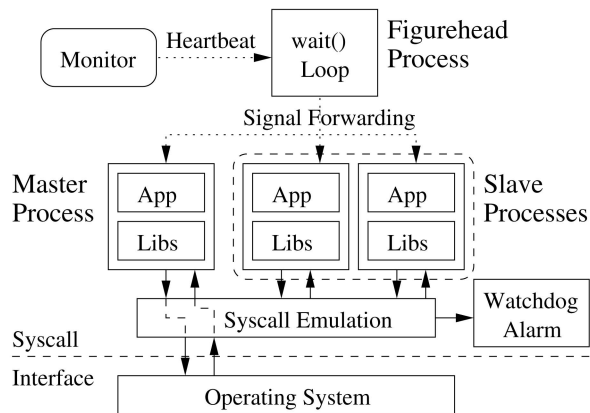 Monitor
Heartbeat
wait()
Loop
Figurehead
Process
Signal Forwarding
Master
Process
App
Libs
App
Libs
App
Libs
Slave
Processes
Syscall Emulation
Watchdog
Alarm
Syscall
Interface
Operating System